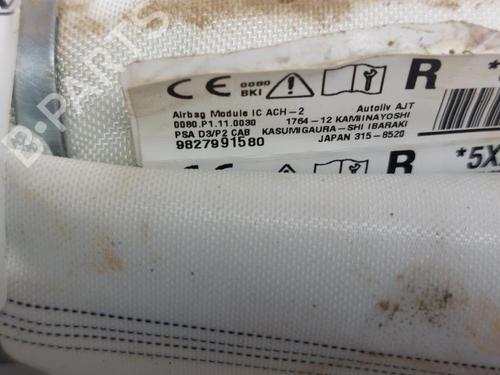 B-PARTS
CE 0080 BKI R *
Airbag Module IC ACH-2 Autoliv AJT
0080.P1.11.0030 1764-12 KAMIINAYOSHI
PSA D3/P2 CAB KASUMIGAURA-SHI IBARAKI
9827991580 JAPAN 315-8520
R *5X